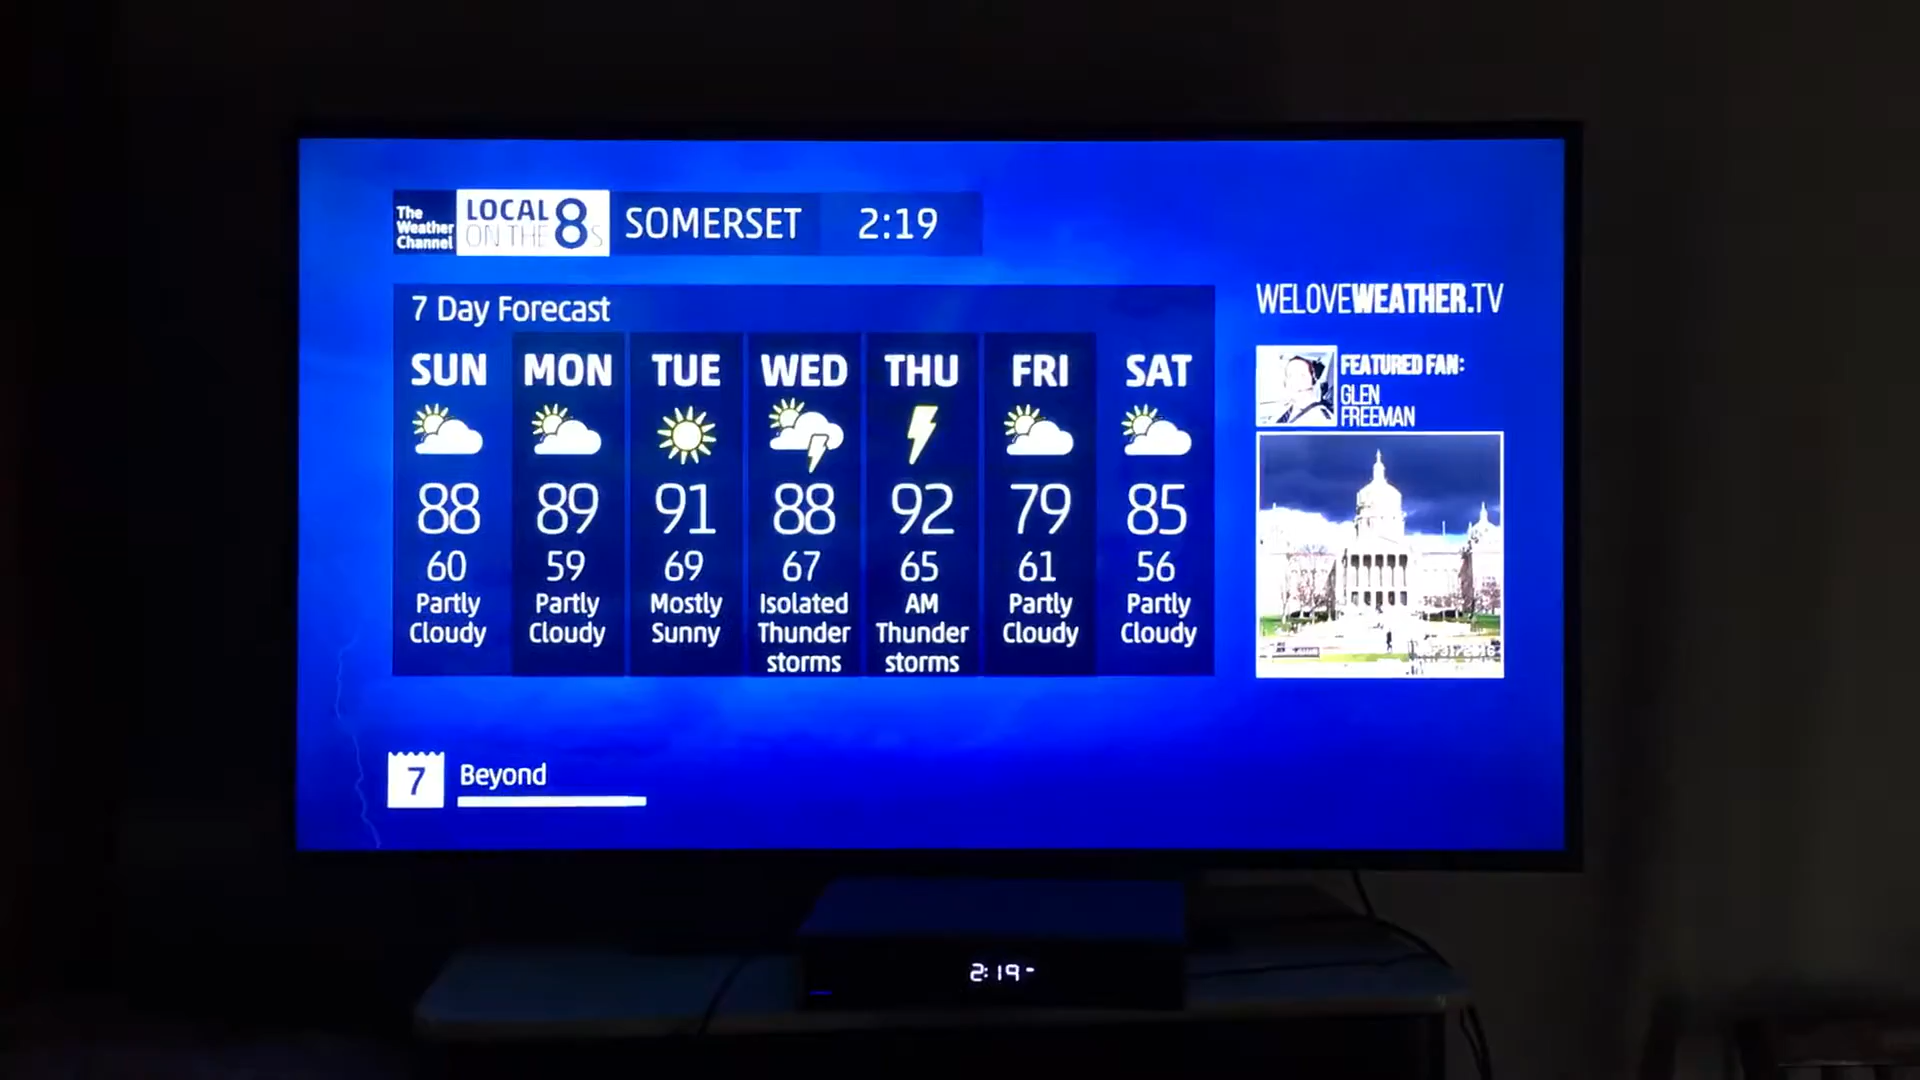 The
Weather
Channel
LOCAL
ON THE 8s
SOMERSET
2:19
7 Day Forecast
SUN MON TUE WED THU FRI SAT
88 89 91 88 92 79 85
60 59 69 67 65 61 56
Partly Partly Mostly Isolated AM Partly Partly
Cloudy Cloudy Sunny Thunder Thunder Cloudy Cloudy
storms storms
WELOVEWEATHER.TV
FEATURED FAN:
GLEN
FREEMAN
7 Beyond
2:19